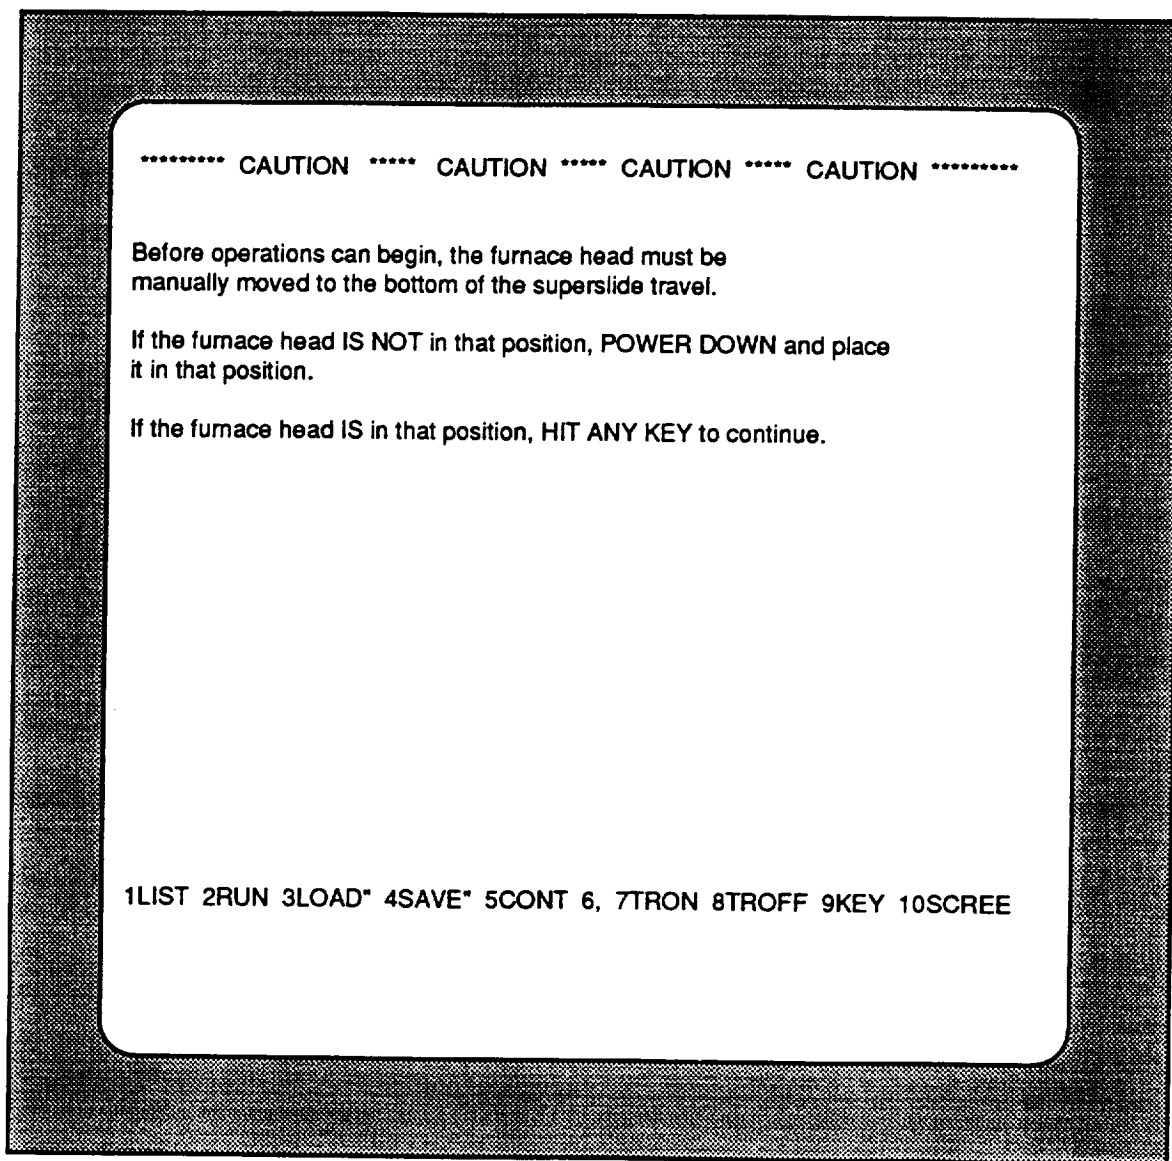 ********* CAUTION ***** CAUTION ***** CAUTION ***** CAUTION *********
Before operations can begin, the furnace head must be
manually moved to the bottom of the superslide travel.
If the furnace head IS NOT in that position, POWER DOWN and place
it in that position.
If the furnace head IS in that position, HIT ANY KEY to continue.
1LIST 2RUN 3LOAD" 4SAVE" 5CONT 6, 7TRON 8TROFF 9KEY 10SCREE